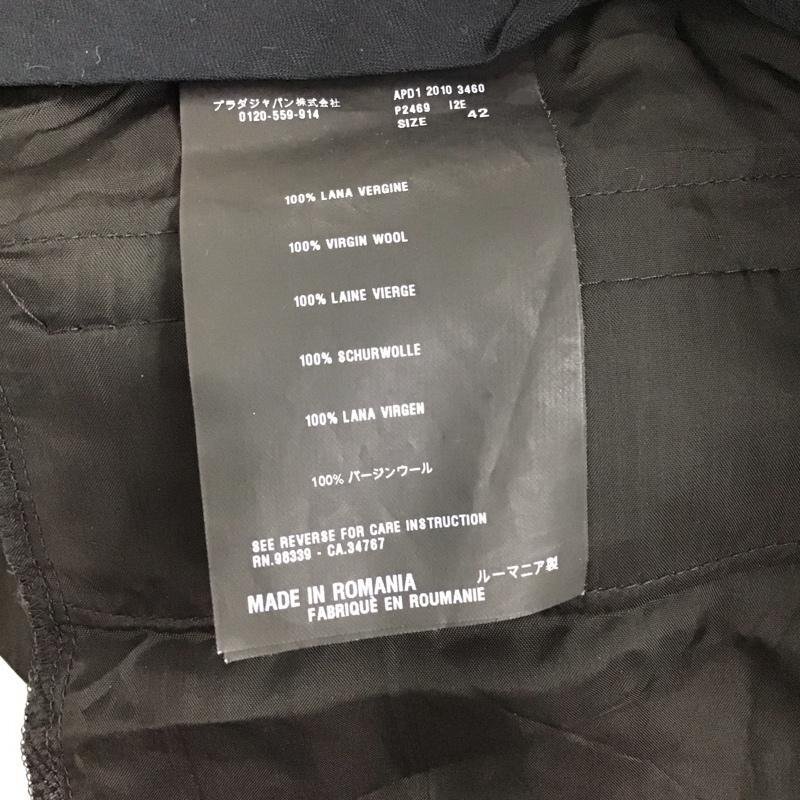 プラダジャパン株式会社
0120-559-914
APD1 2010 3460
P2469 I2E
SIZE 42
100% LANA VERGINE
100% VIRGIN WOOL
100% LAINE VIERGE
100% SCHURWOLLE
100% LANA VIRGEN
100% バージンウール
SEE REVERSE FOR CARE INSTRUCTION
RN.98339 - CA.34767
MADE IN ROMANIA ルーマニア製
FABRIQUÈ EN ROUMANIE